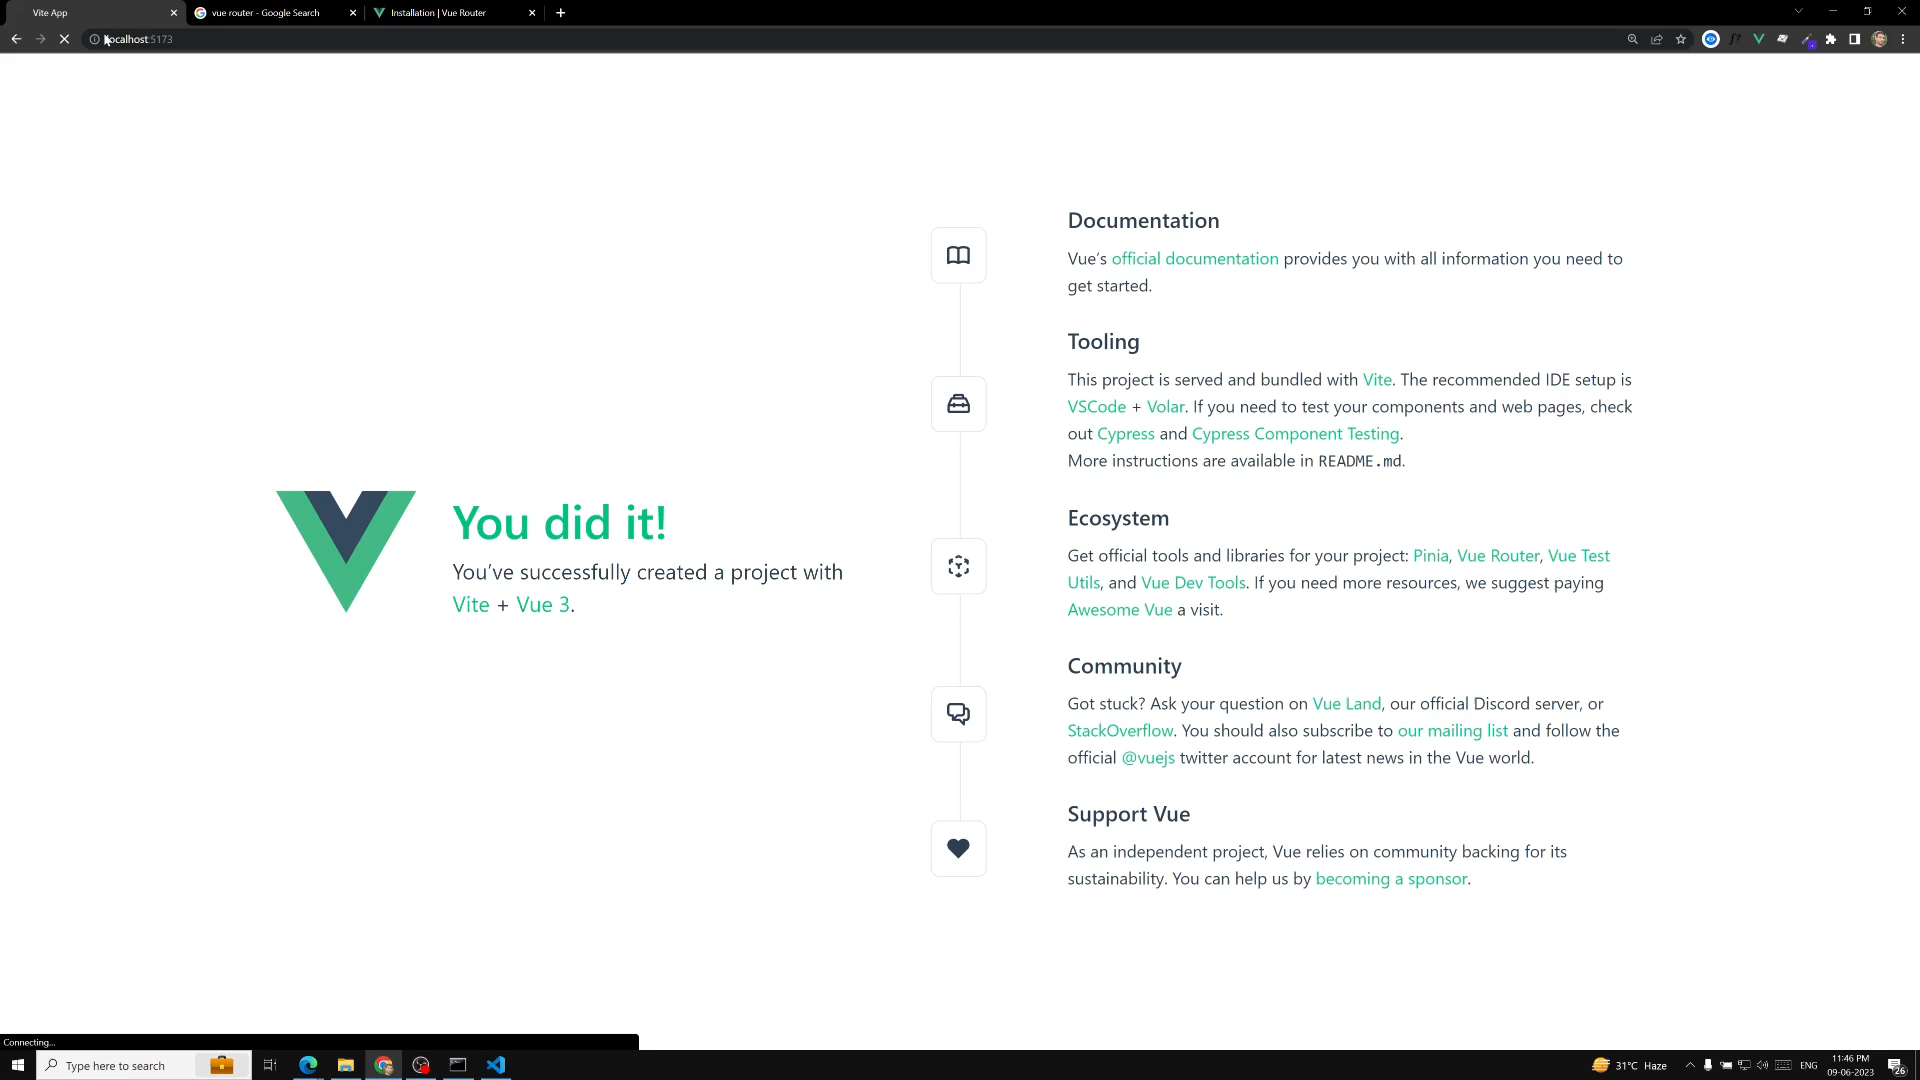 Vite App
vue router - Google Search
Installation | Vue Router
localhost:5173
Documentation
Vue’s official documentation provides you with all information you need to
get started.
Tooling
This project is served and bundled with Vite. The recommended IDE setup is
VSCode + Volar. If you need to test your components and web pages, check
out Cypress and Cypress Component Testing.
More instructions are available in README.md.
You did it!
You’ve successfully created a project with
Vite + Vue 3.
Ecosystem
Get official tools and libraries for your project: Pinia, Vue Router, Vue Test
Utils, and Vue Dev Tools. If you need more resources, we suggest paying
Awesome Vue a visit.
Community
Got stuck? Ask your question on Vue Land, our official Discord server, or
StackOverflow. You should also subscribe to our mailing list and follow the
official @vuejs twitter account for latest news in the Vue world.
Support Vue
As an independent project, Vue relies on community backing for its
sustainability. You can help us by becoming a sponsor.
Connecting...
Type here to search
31°C Haze
ENG
11:46 PM
09-06-2023
26